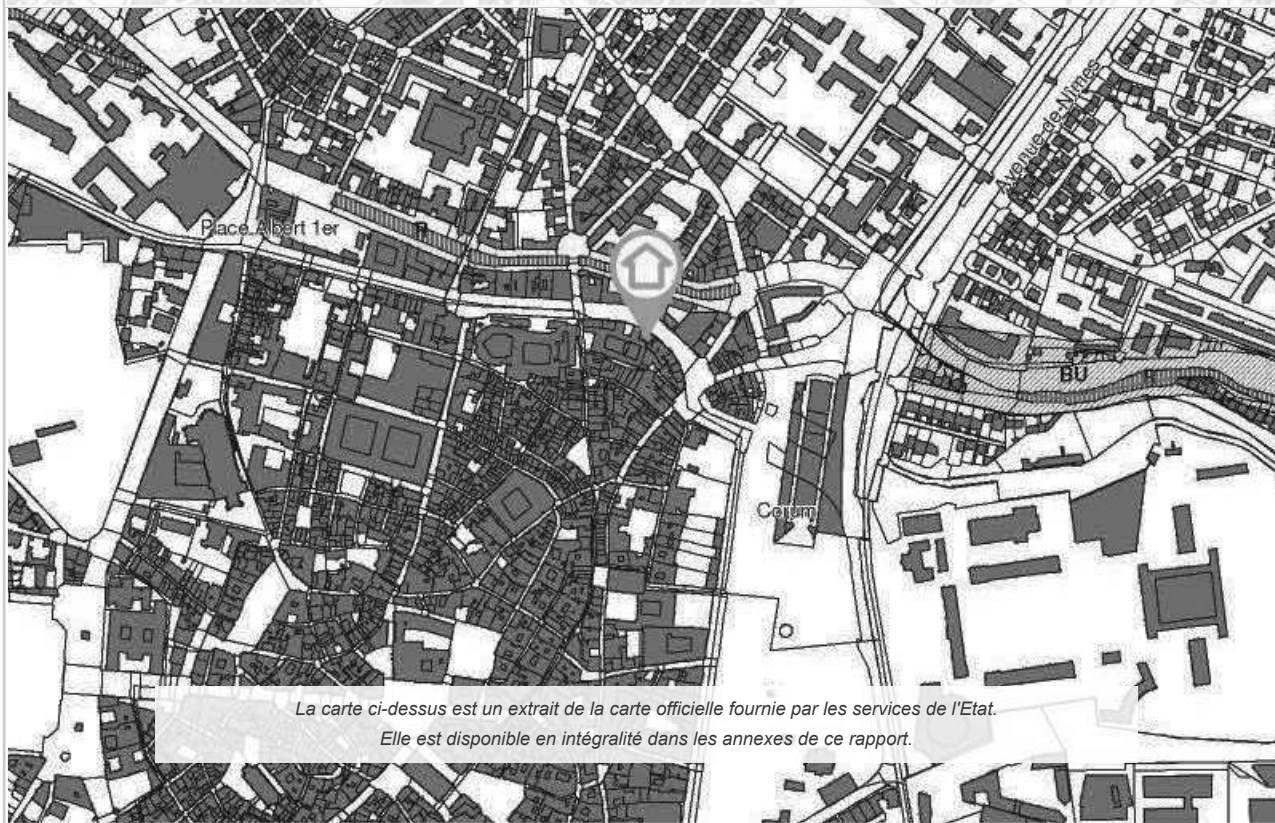 Avenue de Nîmes
Place Albert 1er
R
BU
Corum
La carte ci-dessus est un extrait de la carte officielle fournie par les services de l'Etat.
Elle est disponible en intégralité dans les annexes de ce rapport.